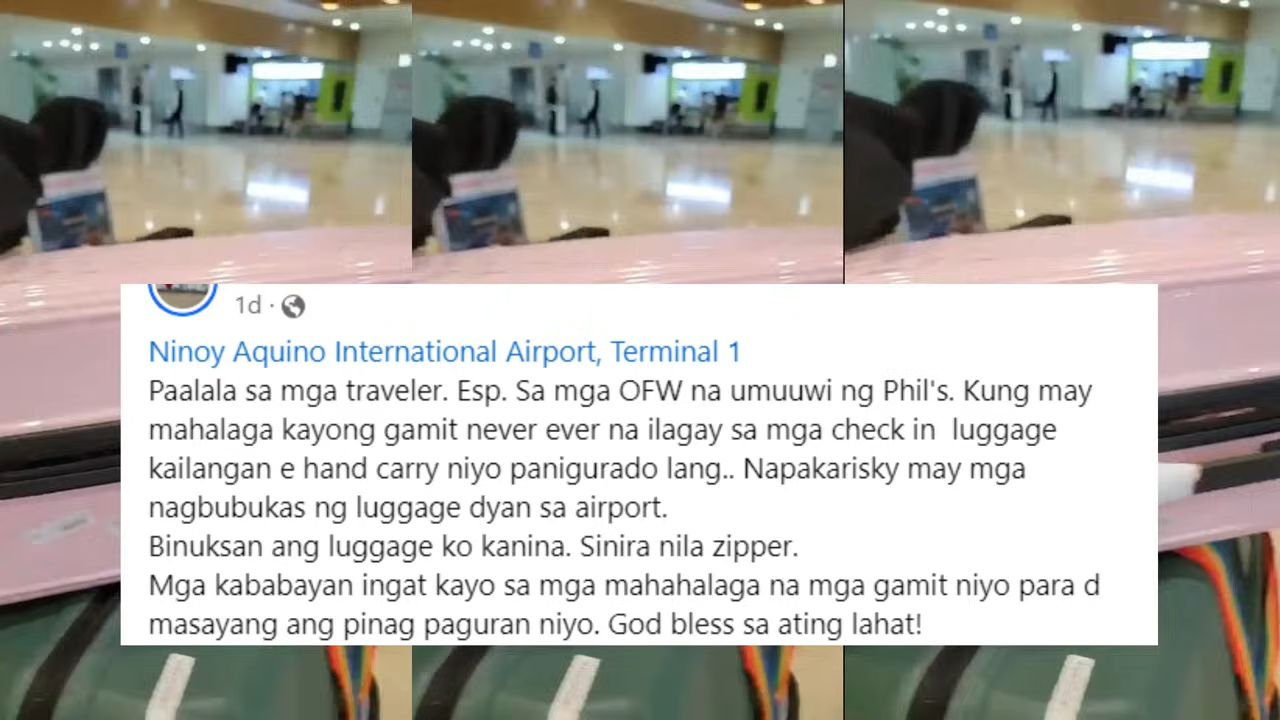 1d ·
Ninoy Aquino International Airport, Terminal 1
Paalala sa mga traveler. Esp. Sa mga OFW na umuuwi ng Phil's. Kung may
mahalaga kayong gamit never ever na ilagay sa mga check in luggage
kailangan e hand carry niyo panigurado lang.. Napakarisky may mga
nagbubukas ng luggage dyan sa airport.
Binuksan ang luggage ko kanina. Sinira nila zipper.
Mga kababayan ingat kayo sa mga mahahalaga na mga gamit niyo para d
masayang ang pinag paguran niyo. God bless sa ating lahat!